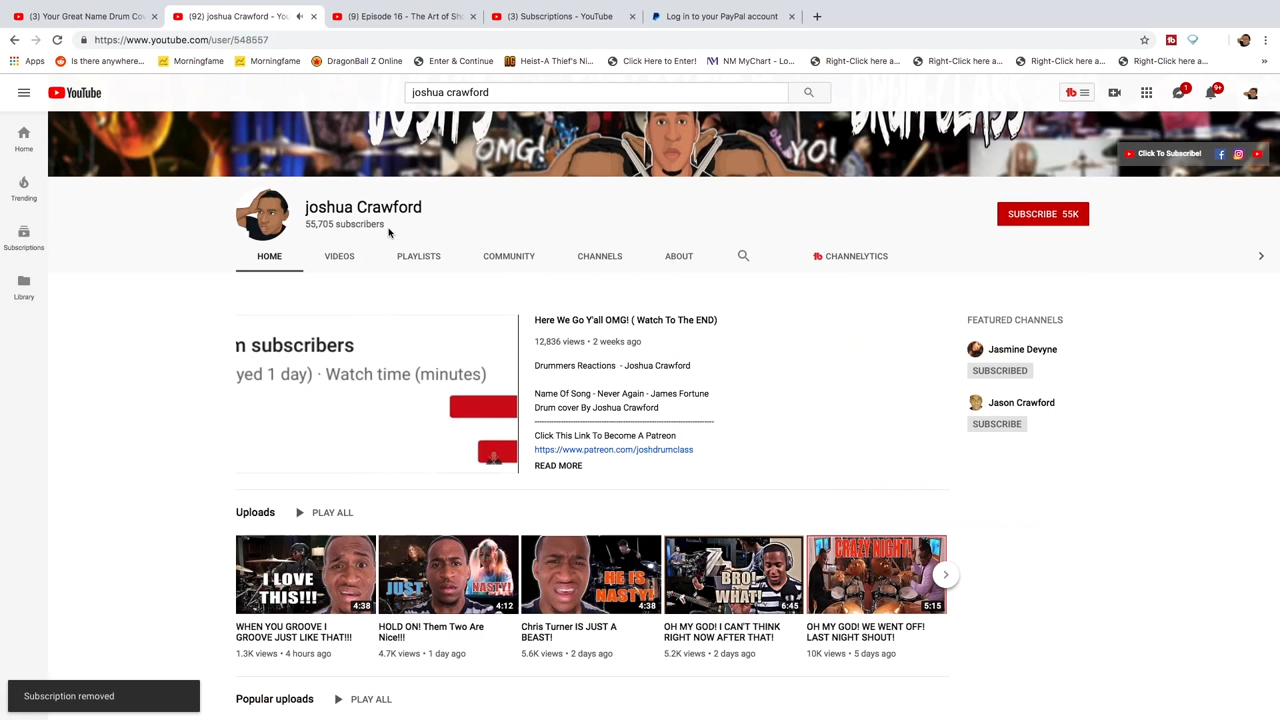 (3) Your Great Name Drum Co
(92) joshua Crawford - You
(9) Episode 16 - The Art of Sho
(3) Subscriptions - YouTube
Log in to your PayPal account
https://www.youtube.com/user/548557
Apps
Is there anywhere...
Morningfame
Morningfame
DragonBall Z Online
Enter & Continue
Heist-A Thief's Ni...
Click Here to Enter!
NM MyChart - Lo...
Right-Click here a...
Right-Click here a...
Right-Click here a...
Right-Click here a...
YouTube
joshua crawford
tb
1
9+
JOSH'S
DRUM CLASS
OMG!
YO!
Click To Subscribe!
Home
Trending
Subscriptions
Library
joshua Crawford
55,705 subscribers
SUBSCRIBE 55K
HOME
VIDEOS
PLAYLISTS
COMMUNITY
CHANNELS
ABOUT
tb CHANNELYTICS
m subscribers
yed 1 day) · Watch time (minutes)
Here We Go Y'all OMG! ( Watch To The END)
12,836 views • 2 weeks ago
Drummers Reactions - Joshua Crawford
Name Of Song - Never Again - James Fortune
Drum cover By Joshua Crawford
----------------------------------------------------------------
Click This Link To Become A Patreon
https://www.patreon.com/joshdrumclass
READ MORE
FEATURED CHANNELS
Jasmine Devyne
SUBSCRIBED
Jason Crawford
SUBSCRIBE
Uploads
PLAY ALL
I LOVE
THIS!!!
4:38
JUST NASTY!
4:12
HE IS
NASTY!
4:38
BRO!
WHAT!
6:45
CRAZY NIGHT!
5:15
WHEN YOU GROOVE I
GROOVE JUST LIKE THAT!!!
1.3K views • 4 hours ago
HOLD ON! Them Two Are
Nice!!!
4.7K views • 1 day ago
Chris Turner IS JUST A
BEAST!
5.6K views • 2 days ago
OH MY GOD! I CAN'T THINK
RIGHT NOW AFTER THAT!
5.2K views • 2 days ago
OH MY GOD! WE WENT OFF!
LAST NIGHT SHOUT!
10K views • 5 days ago
Subscription removed
Popular uploads
PLAY ALL